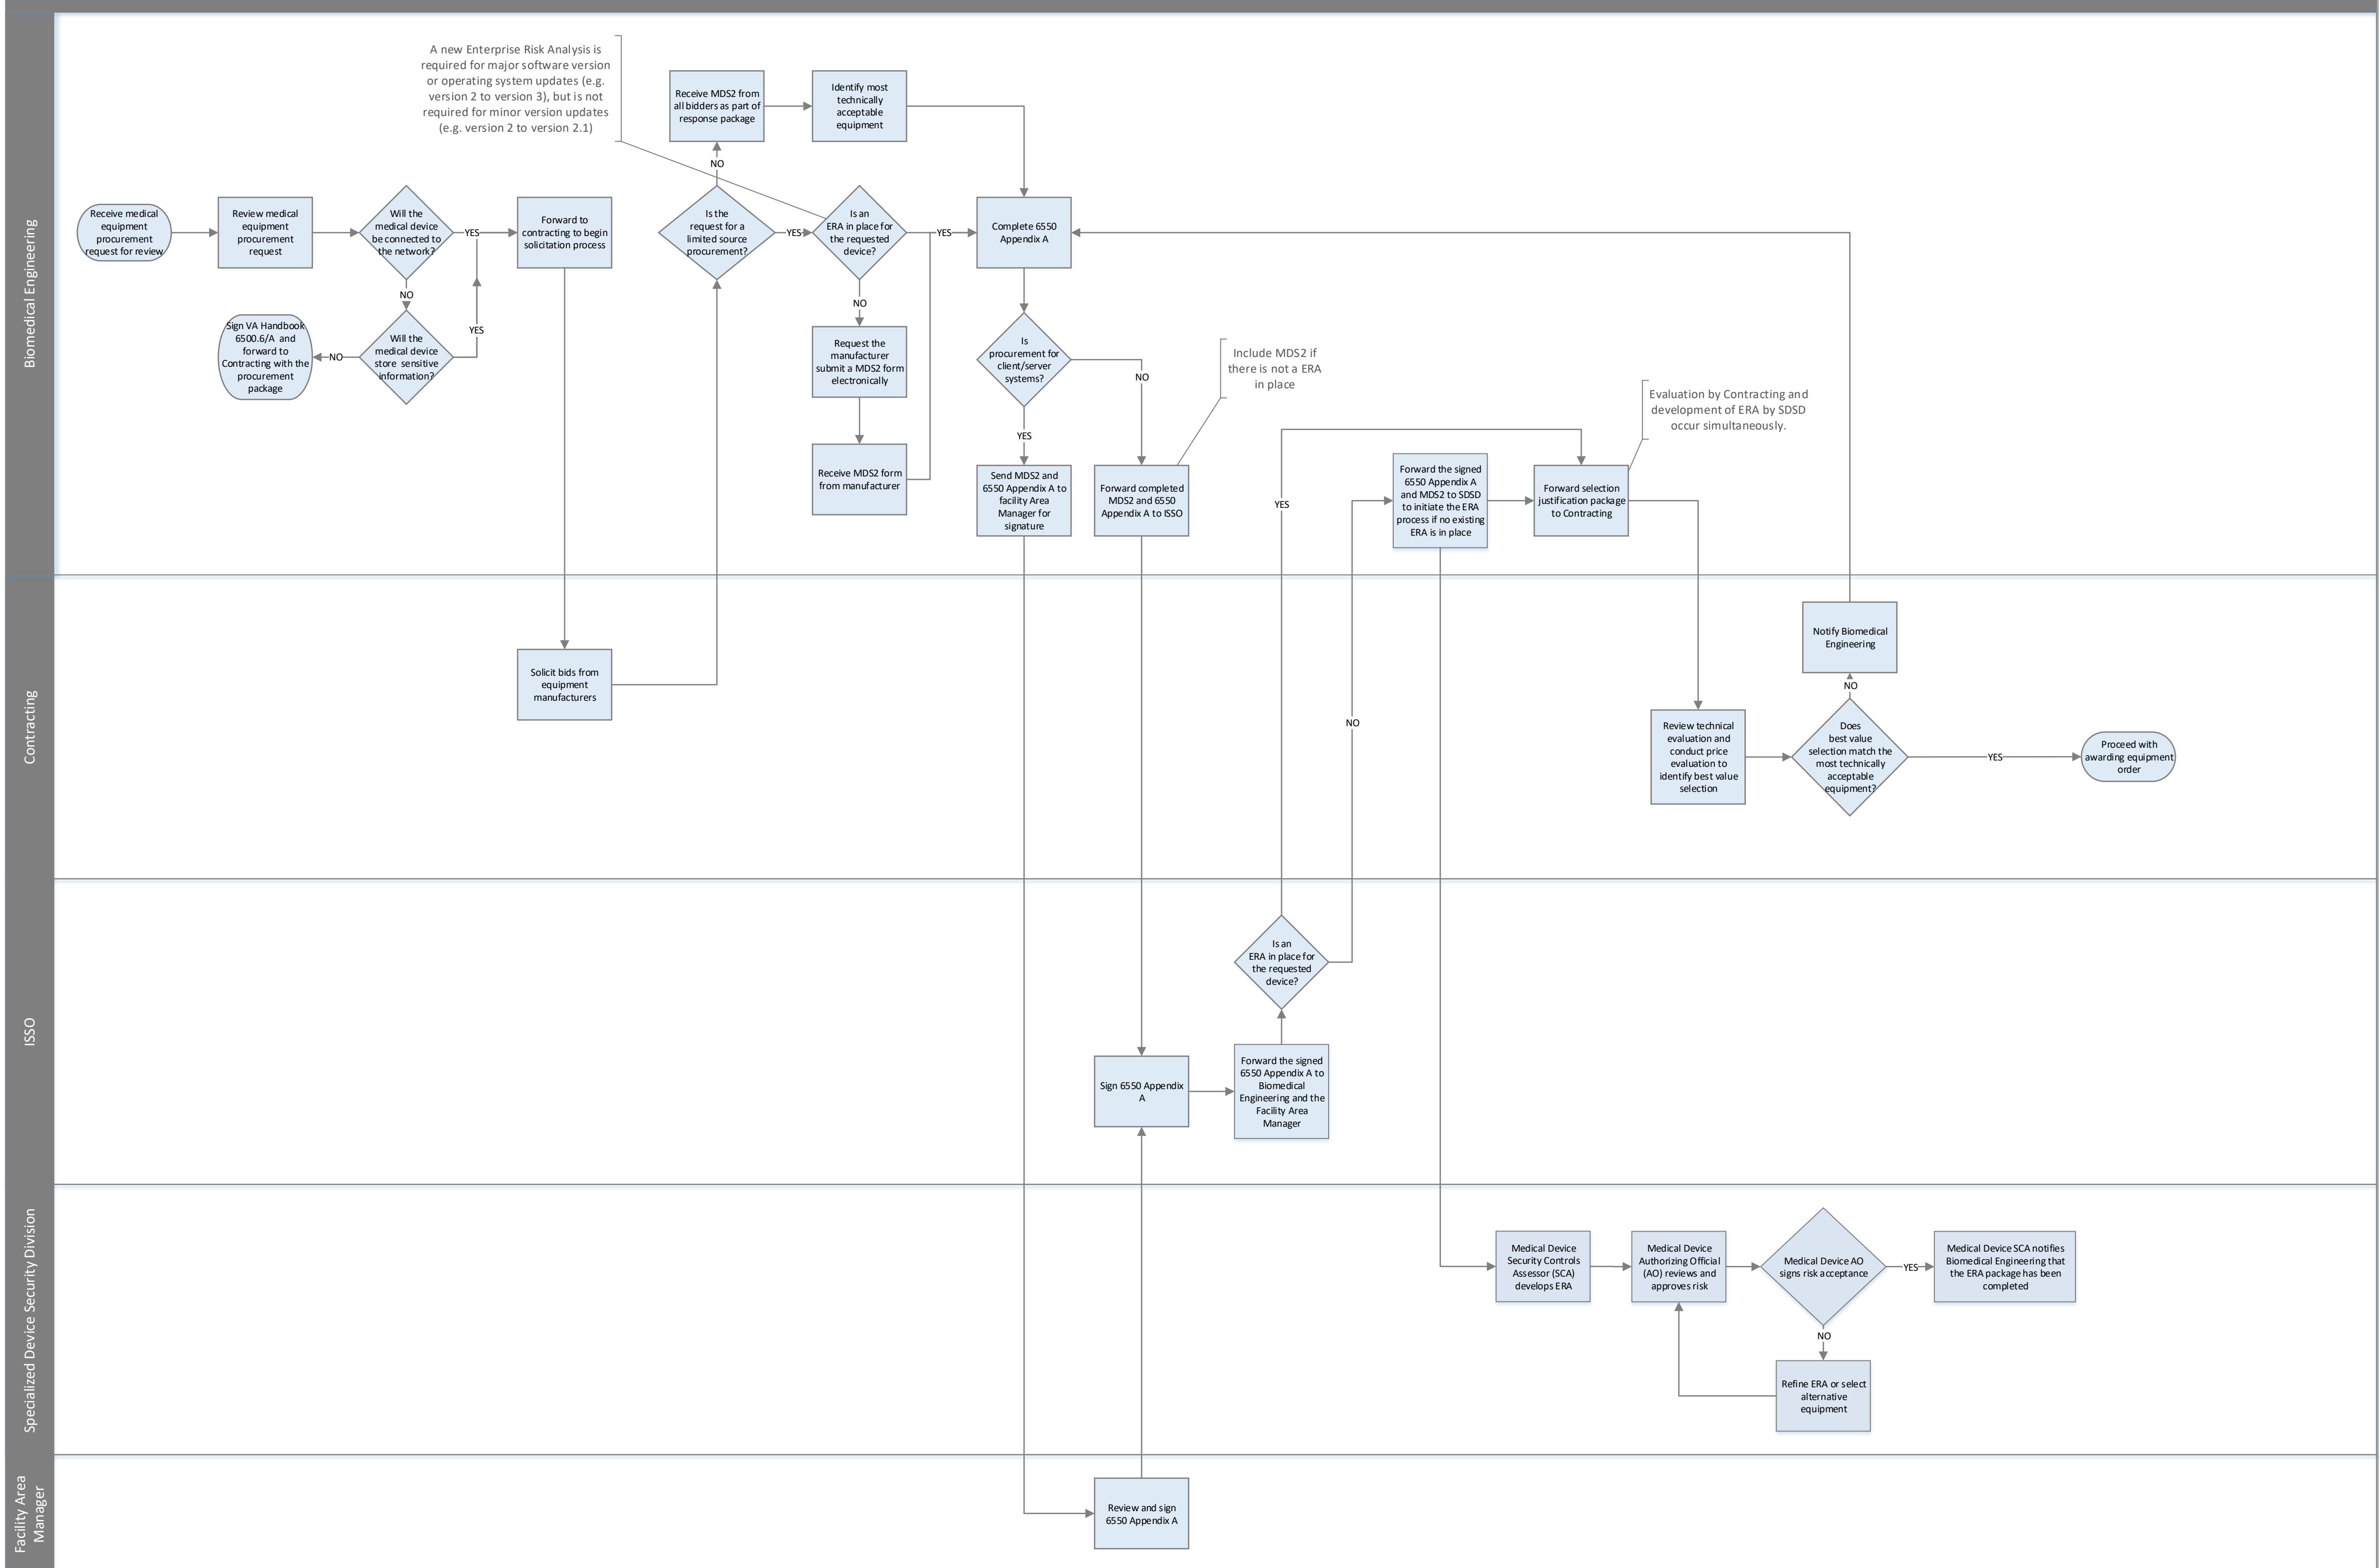 Biomedical Engineering
A new Enterprise Risk Analysis is
required for major software version
or operating system updates (e.g.
version 2 to version 3), but is not
required for minor version updates
(e.g. version 2 to version 2.1)
Receive MDS2 from
all bidders as part of
response package
Identify most
technically
acceptable
equipment
NO
Receive medical
equipment
procurement
request for review
Review medical
equipment
procurement
request
Will the
medical device
be connected to
the network?
YES
Forward to
contracting to begin
solicitation process
Is the
request for a
limited source
procurement?
YES
Is an
ERA in place for
the requested
device?
YES
Complete 6550
Appendix A
NO
NO
YES
Sign VA Handbook
6500.6/A and
forward to
Contracting with the
procurement
package
NO
Will the
medical device
store sensitive
information?
Request the
manufacturer
submit a MDS2 form
electronically
Is
procurement for
client/server
systems?
NO
Include MDS2 if
there is not a ERA
in place
Evaluation by Contracting and
development of ERA by SDSD
occur simultaneously.
YES
Receive MDS2 form
from manufacturer
Send MDS2 and
6550 Appendix A to
facility Area
Manager for
signature
Forward completed
MDS2 and 6550
Appendix A to ISSO
YES
Forward the signed
6550 Appendix A
and MDS2 to SDSD
to initiate the ERA
process if no existing
ERA is in place
Forward selection
justification package
to Contracting
Contracting
Solicit bids from
equipment
manufacturers
NO
Notify Biomedical
Engineering
NO
Review technical
evaluation and
conduct price
evaluation to
identify best value
selection
Does
best value
selection match the
most technically
acceptable
equipment?
YES
Proceed with
awarding equipment
order
ISSO
Is an
ERA in place for
the requested
device?
Sign 6550 Appendix
A
Forward the signed
6550 Appendix A to
Biomedical
Engineering and the
Facility Area
Manager
Specialized Device Security Division
Medical Device
Security Controls
Assessor (SCA)
develops ERA
Medical Device
Authorizing Official
(AO) reviews and
approves risk
Medical Device AO
signs risk acceptance
YES
Medical Device SCA notifies
Biomedical Engineering that
the ERA package has been
completed
NO
Refine ERA or select
alternative
equipment
Facility Area
Manager
Review and sign
6550 Appendix A